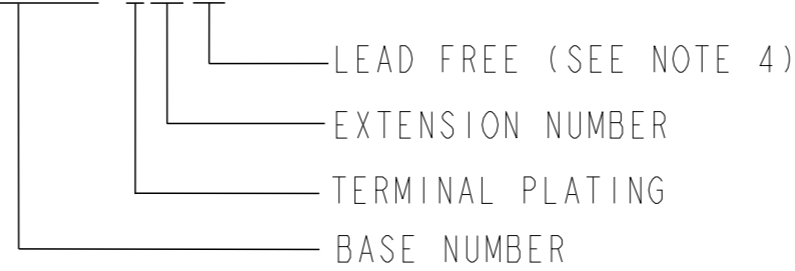 LEAD FREE (SEE NOTE 4)
EXTENSION NUMBER
TERMINAL PLATING
BASE NUMBER